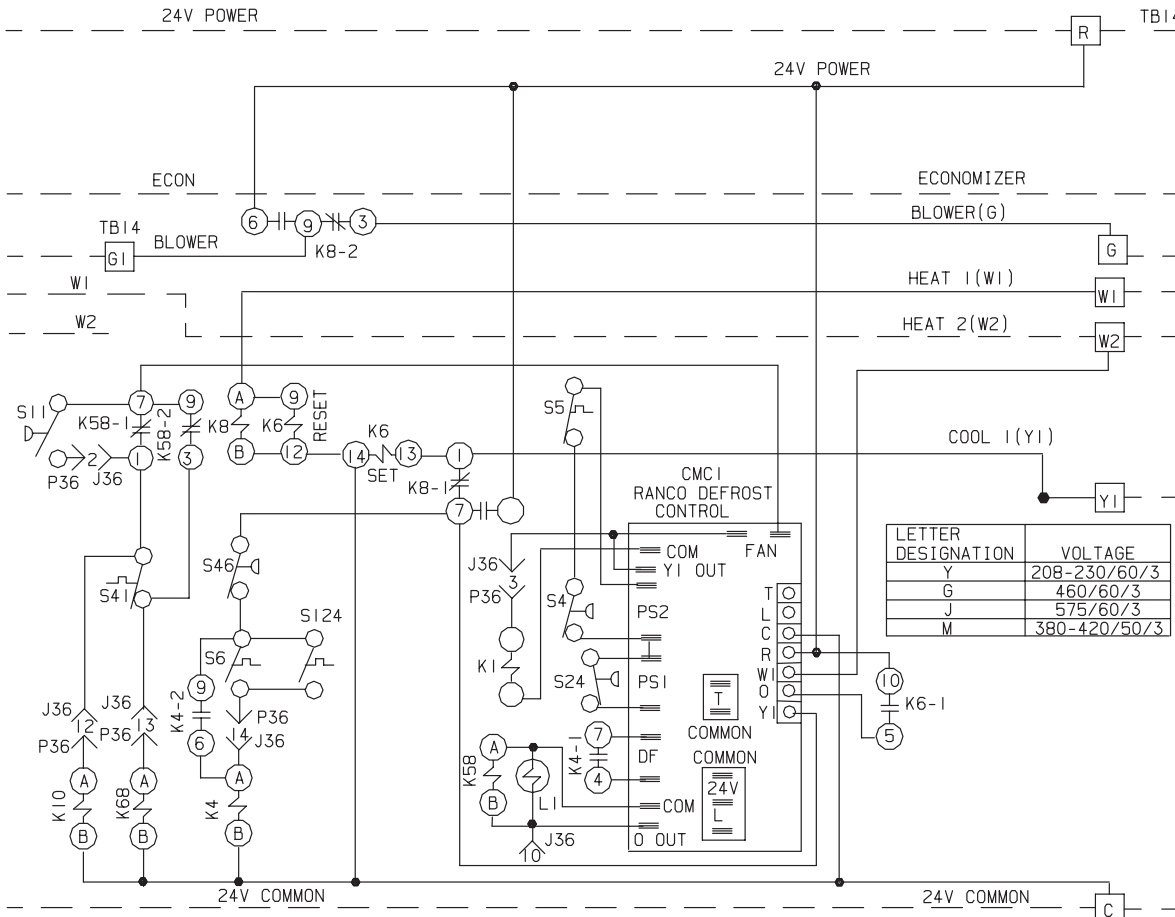 24V POWER
TB14
R
24V POWER
ECON
ECONOMIZER
6
9
3
BLOWER(G)
TB14
G1
BLOWER
K8-2
G
W1
HEAT 1(W1)
W1
W2
HEAT 2(W2)
W2
S11
7
9
A
9
RESET
S5
K58-1
K58-2
K8
K6
K6
COOL 1(Y1)
1
3
B
12
14
13
1
SET
P36
2
J36
K8-1
CMC1
RANCO DEFROST
CONTROL
Y1
7
LETTER
DESIGNATION
VOLTAGE
Y
208-230/60/3
G
460/60/3
J
575/60/3
M
380-420/50/3
COM
FAN
Y1 OUT
J36
3
P36
S46
S41
S4
PS2
T
L
C
R
W1
O
Y1
S124
S6
K1
S24
PS1
T
COMMON
10
K6-1
5
9
K4-2
6
J36
12
P36
J36
13
P36
P36
14
J36
7
K4-1
4
DF
COMMON
24V
L
A
K58
B
L1
COM
O OUT
J36
10
A
K10
B
A
K68
B
A
K4
B
24V COMMON
24V COMMON
C